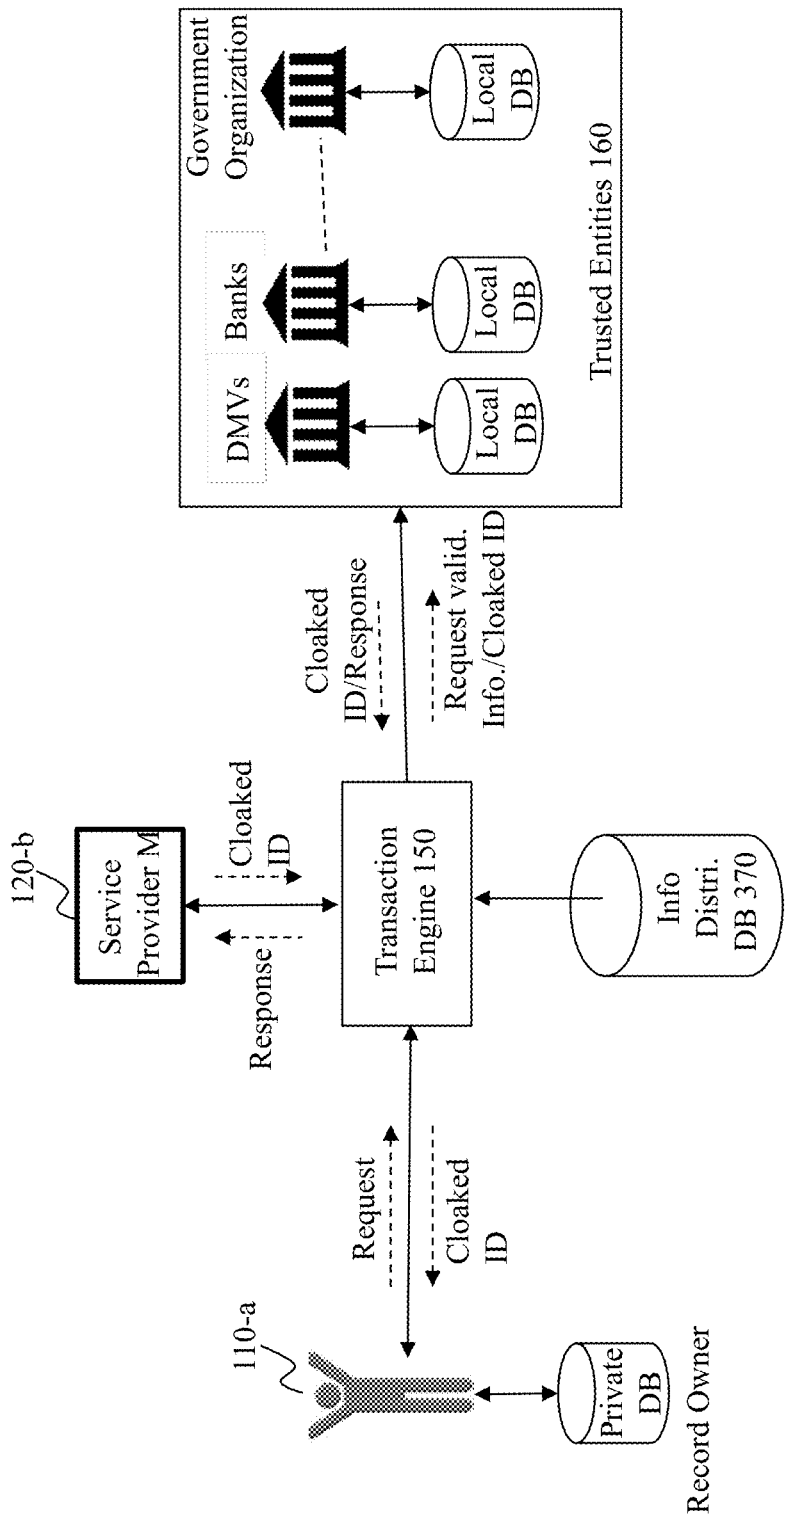 110-a
Private
DB
Record Owner
Request
Cloaked
ID
120-b
Service
Provider M
Response
Cloaked
ID
Transaction
Engine 150
Info
Distri.
DB 370
Cloaked
ID/Response
Request valid.
Info./Cloaked ID
DMVs
Banks
Government
Organization
Local
DB
Local
DB
Local
DB
Trusted Entities 160